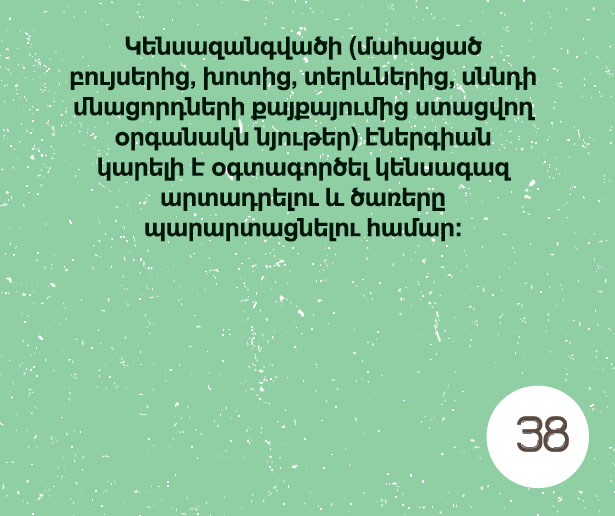 Կենսազանգվածի (մահացած
բույսերից, խոտից, տերևներից, սննդի
մնացորդների քայքայումից ստացվող
օրգանական նյութեր) էներգիան
կարելի է օգտագործել կենսագազ
արտադրելու և ծառերը
պարարտացնելու համար:
38